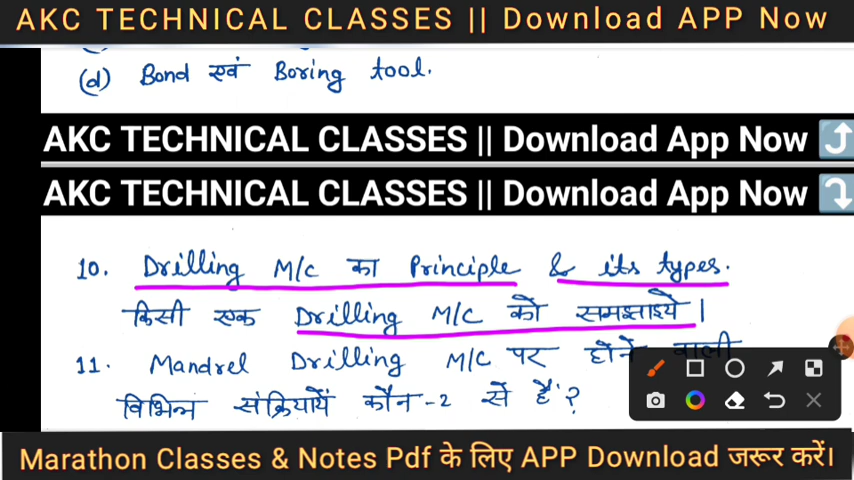 AKC TECHNICAL CLASSES || Download APP Now
(d) Bond एवं Boring tool.
AKC TECHNICAL CLASSES || Download App Now
AKC TECHNICAL CLASSES || Download App Now
10. Drilling M/C का Principle & its types.
किसी एक Drilling M/C को समझाइये।
11. Mandrel Drilling M/C पर होने वाली
विभिन्न संक्रियायें कौन-2 से हैं?
Marathon Classes & Notes Pdf के लिए APP Download जरूर करें।